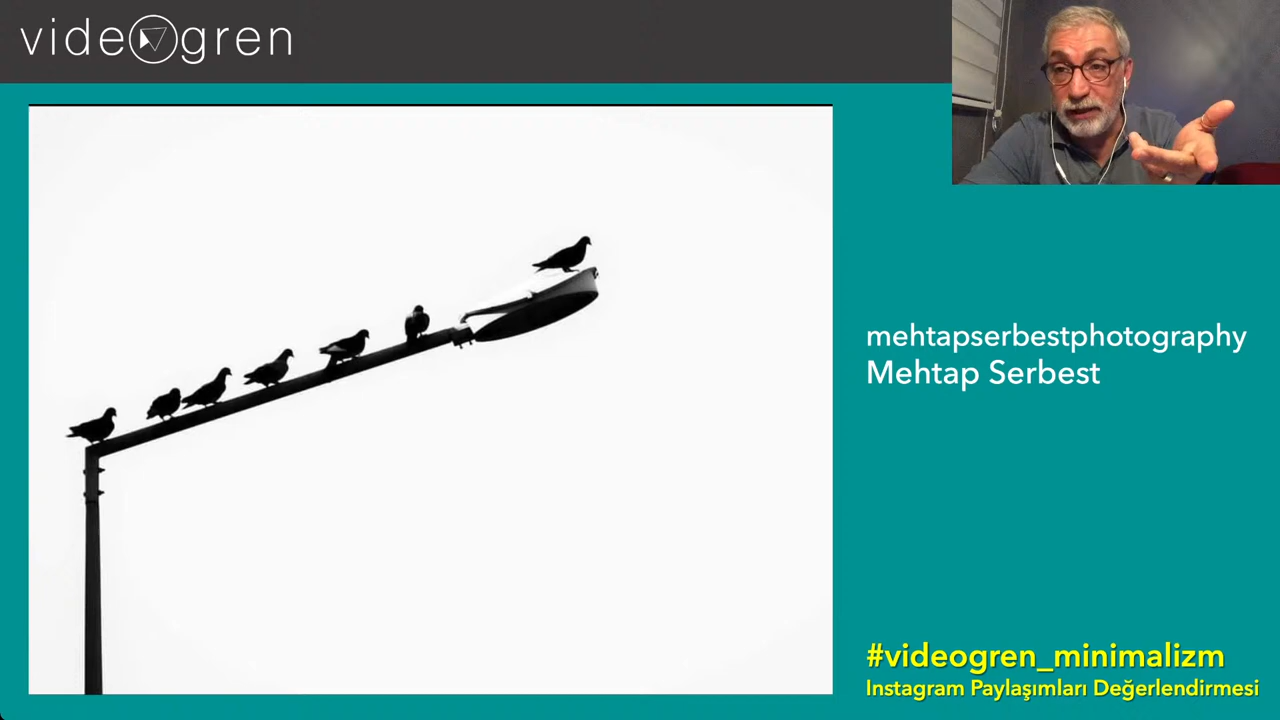 videogren
mehtapserbestphotography
Mehtap Serbest
#videogren_minimalizm
Instagram Paylaşımları Değerlendirmesi